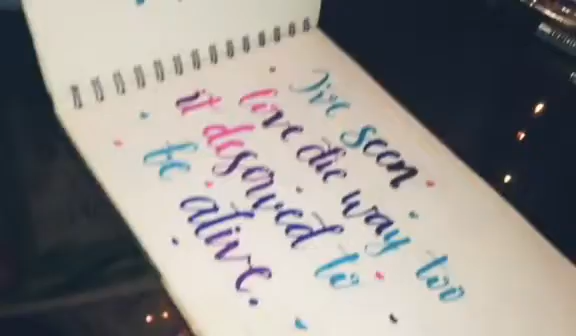 I've seen
love die way too
it deserved to
be alive.